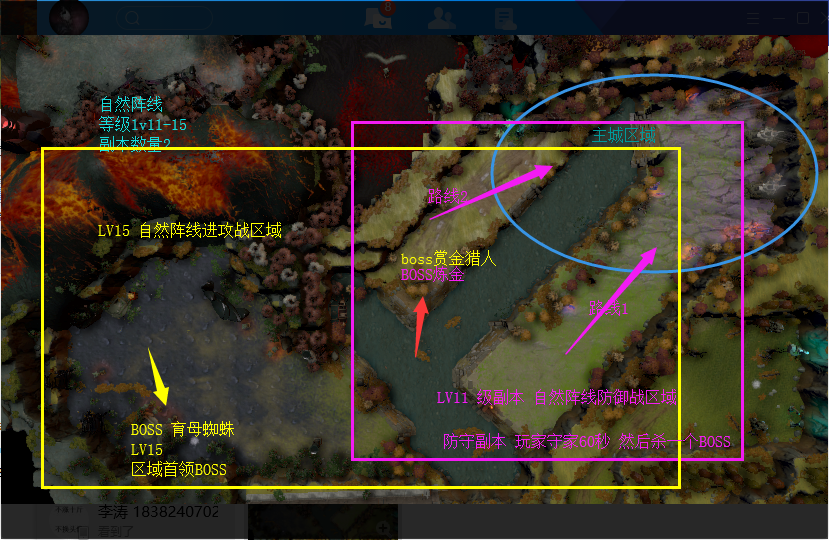 8
自然阵线
等级lv11-15
副本数量2
主城区域
路线2
LV15 自然阵线进攻战区域
boss赏金猎人
BOSS炼金
路线1
LV11 级副本 自然阵线防御战区域
防守副本 玩家守家60秒 然后杀一个BOSS
BOSS 育母蜘蛛
LV15
区域首领BOSS
李涛 1838240702
看到了